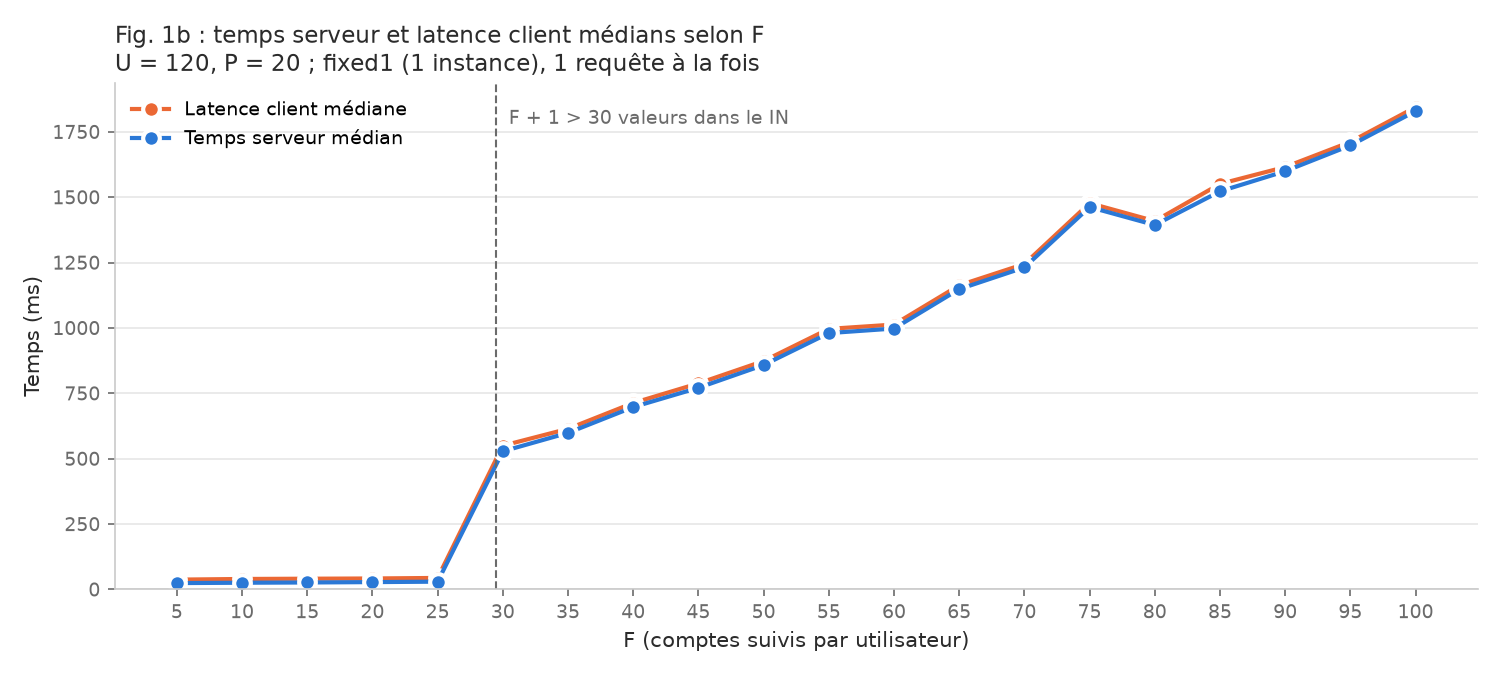 Fig. 1b : temps serveur et latence client médians selon F
U = 120, P = 20 ; fixed1 (1 instance), 1 requête à la fois
Latence client médiane
Temps serveur médian
F + 1 > 30 valeurs dans le IN
Temps (ms)
1750
1500
1250
1000
750
500
250
0
5 10 15 20 25 30 35 40 45 50 55 60 65 70 75 80 85 90 95 100
F (comptes suivis par utilisateur)